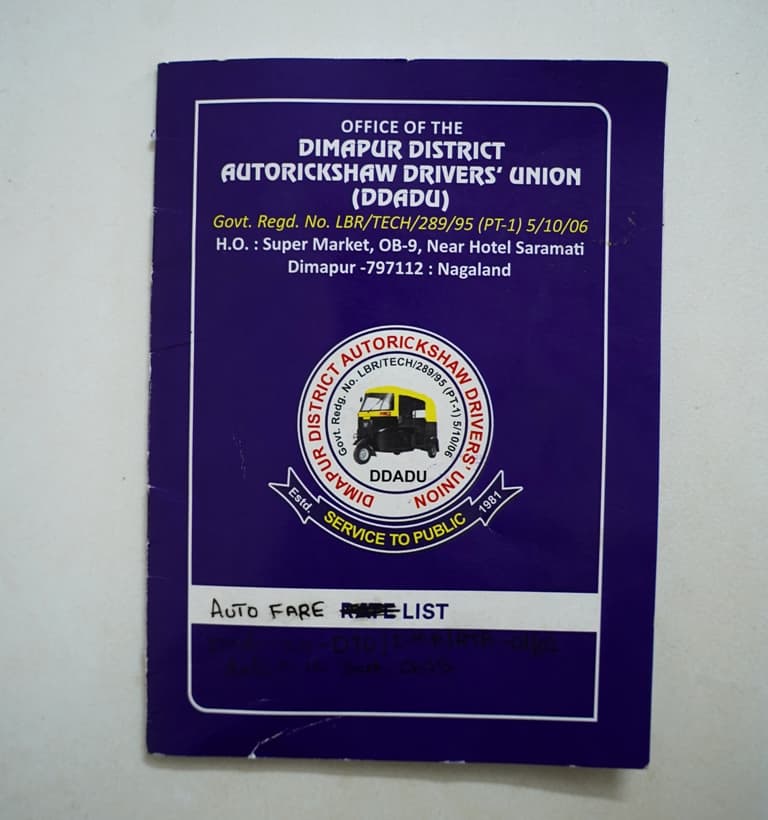 OFFICE OF THE
DIMAPUR DISTRICT
AUTORICKSHAW DRIVERS' UNION
(DDADU)
Govt. Regd. No. LBR/TECH/289/95 (PT-1) 5/10/06
H.O. : Super Market, OB-9, Near Hotel Saramati
Dimapur -797112 : Nagaland
DIMAPUR DISTRICT AUTORICKSHAW DRIVERS' UNION
Govt. Redg. No. LBR/TECH/289/95 (PT-1) 5/10/06
DDADU
Estd. 1981
SERVICE TO PUBLIC
AUTO FARE RATE LIST